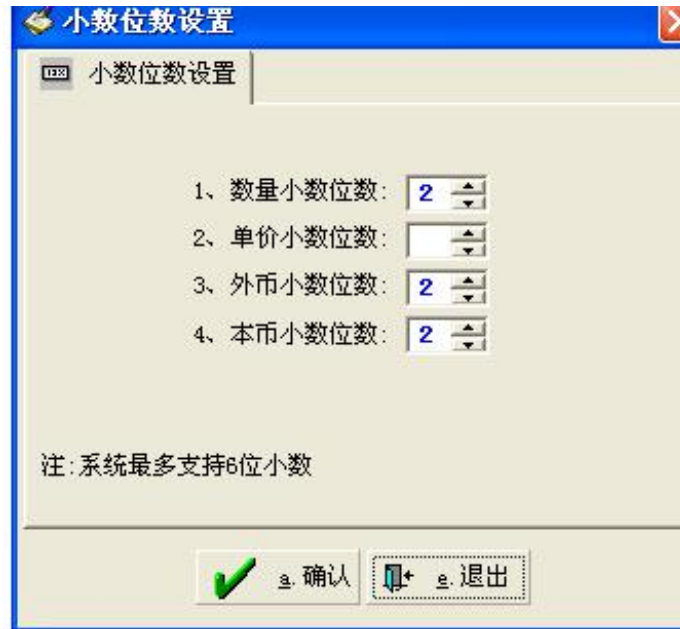 小数位数设置
小数位数设置
1、数量小数位数: 2
2、单价小数位数:
3、外币小数位数: 2
4、本币小数位数: 2
注:系统最多支持6位小数
a.确认 e.退出